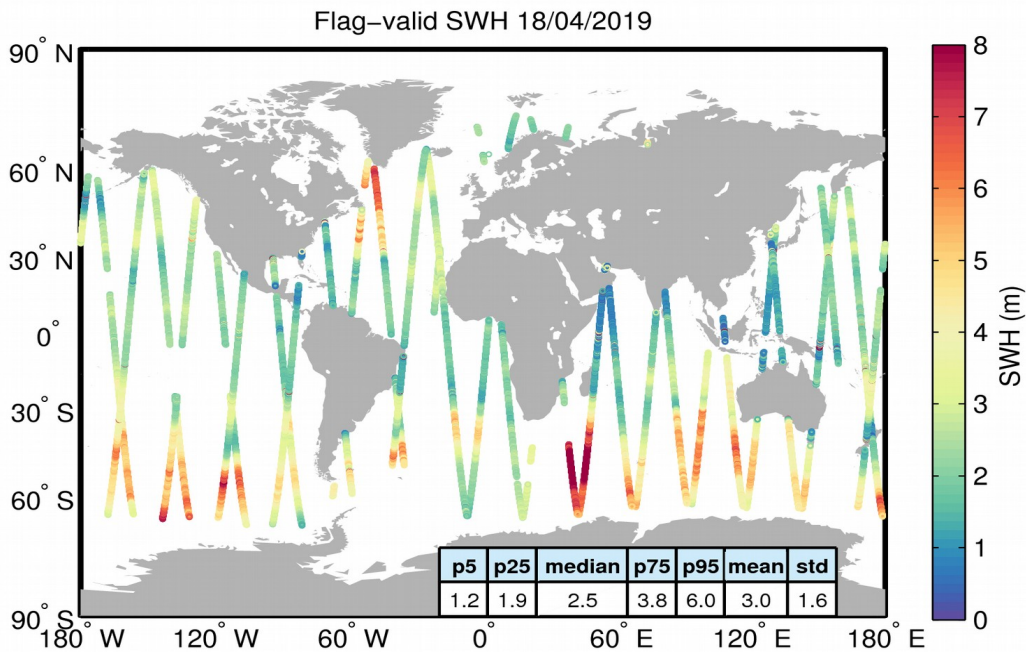 Flag−valid SWH 18/04/2019
90° N
60° N
30° N
0°
30° S
60° S
90° S
180° W
120° W
60° W
0°
60° E
120° E
180° E
p5 p25 median p75 p95 mean std
1.2 1.9 2.5 3.8 6.0 3.0 1.6
8
7
6
5
4
3
2
1
0
SWH (m)